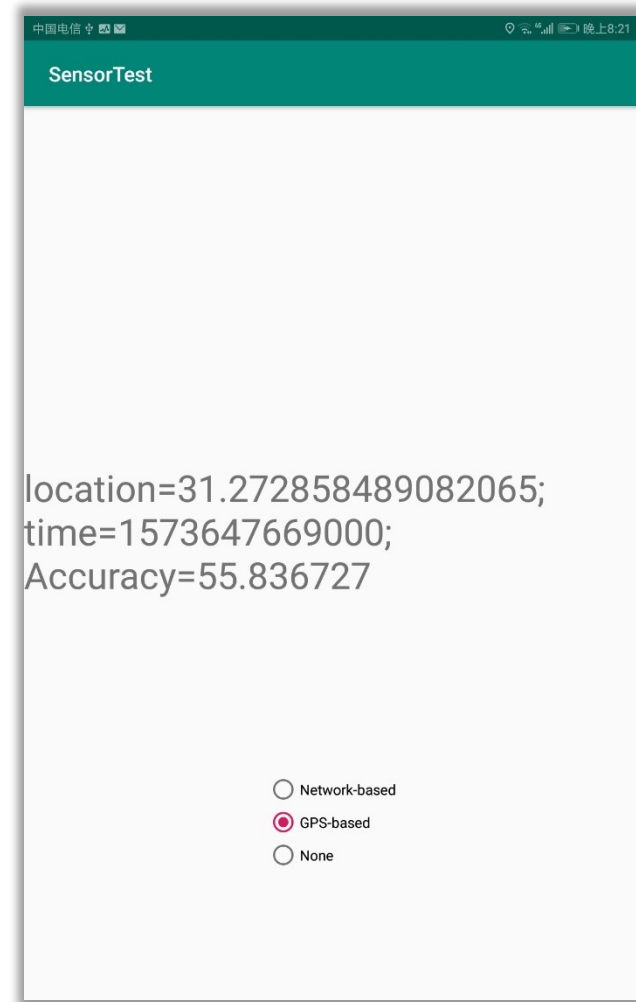 中国电信 晚上8:21
SensorTest
location=31.272858489082065;
time=1573647669000;
Accuracy=55.836727
Network-based
GPS-based
None